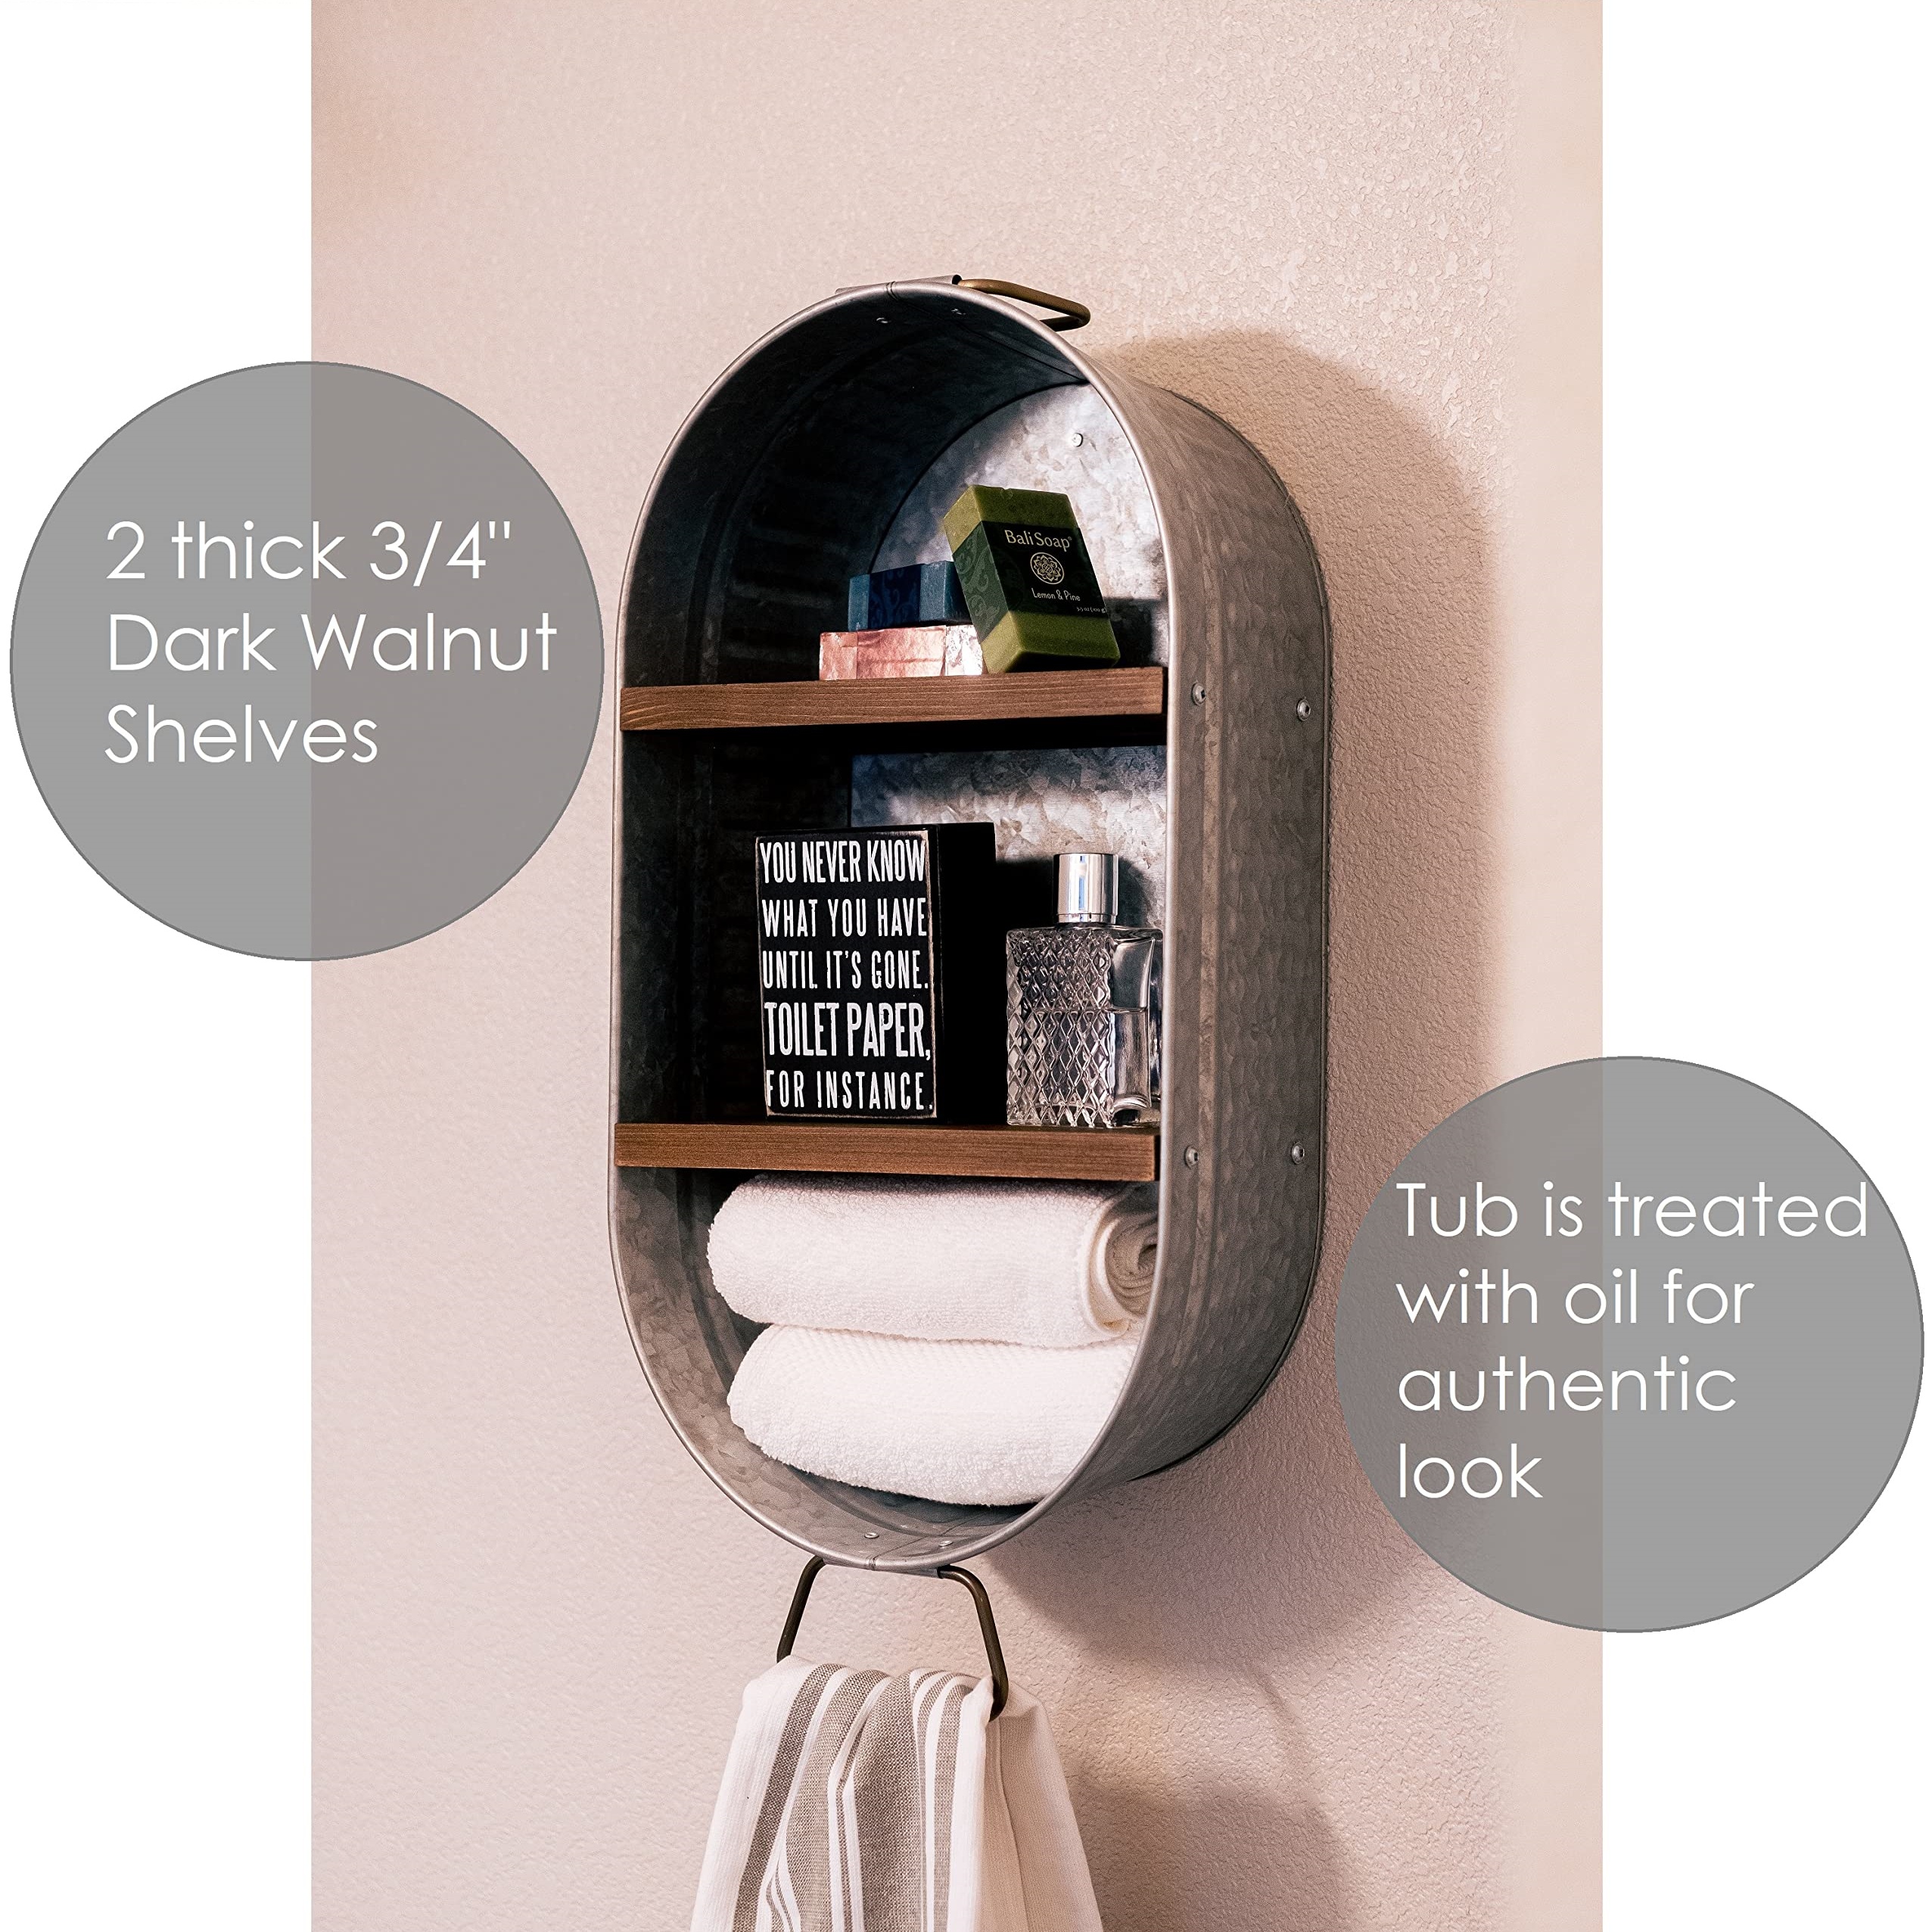 2 thick 3/4"
Dark Walnut
Shelves
Bali Soap®
Lemon & Pine
YOU NEVER KNOW
WHAT YOU HAVE
UNTIL IT'S GONE.
TOILET PAPER,
FOR INSTANCE.
Tub is treated
with oil for
authentic
look